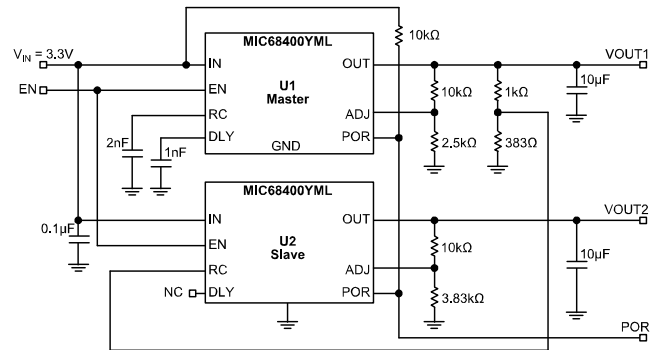 MIC68400YML
10kΩ
VIN = 3.3V
IN
OUT
VOUT1
EN
EN
U1
Master
10kΩ
1kΩ
10µF
RC
ADJ
DLY
POR
2nF
1nF
GND
2.5kΩ
383Ω
MIC68400YML
IN
OUT
VOUT2
0.1µF
EN
U2
Slave
10kΩ
10µF
RC
ADJ
NC
DLY
POR
3.83kΩ
POR